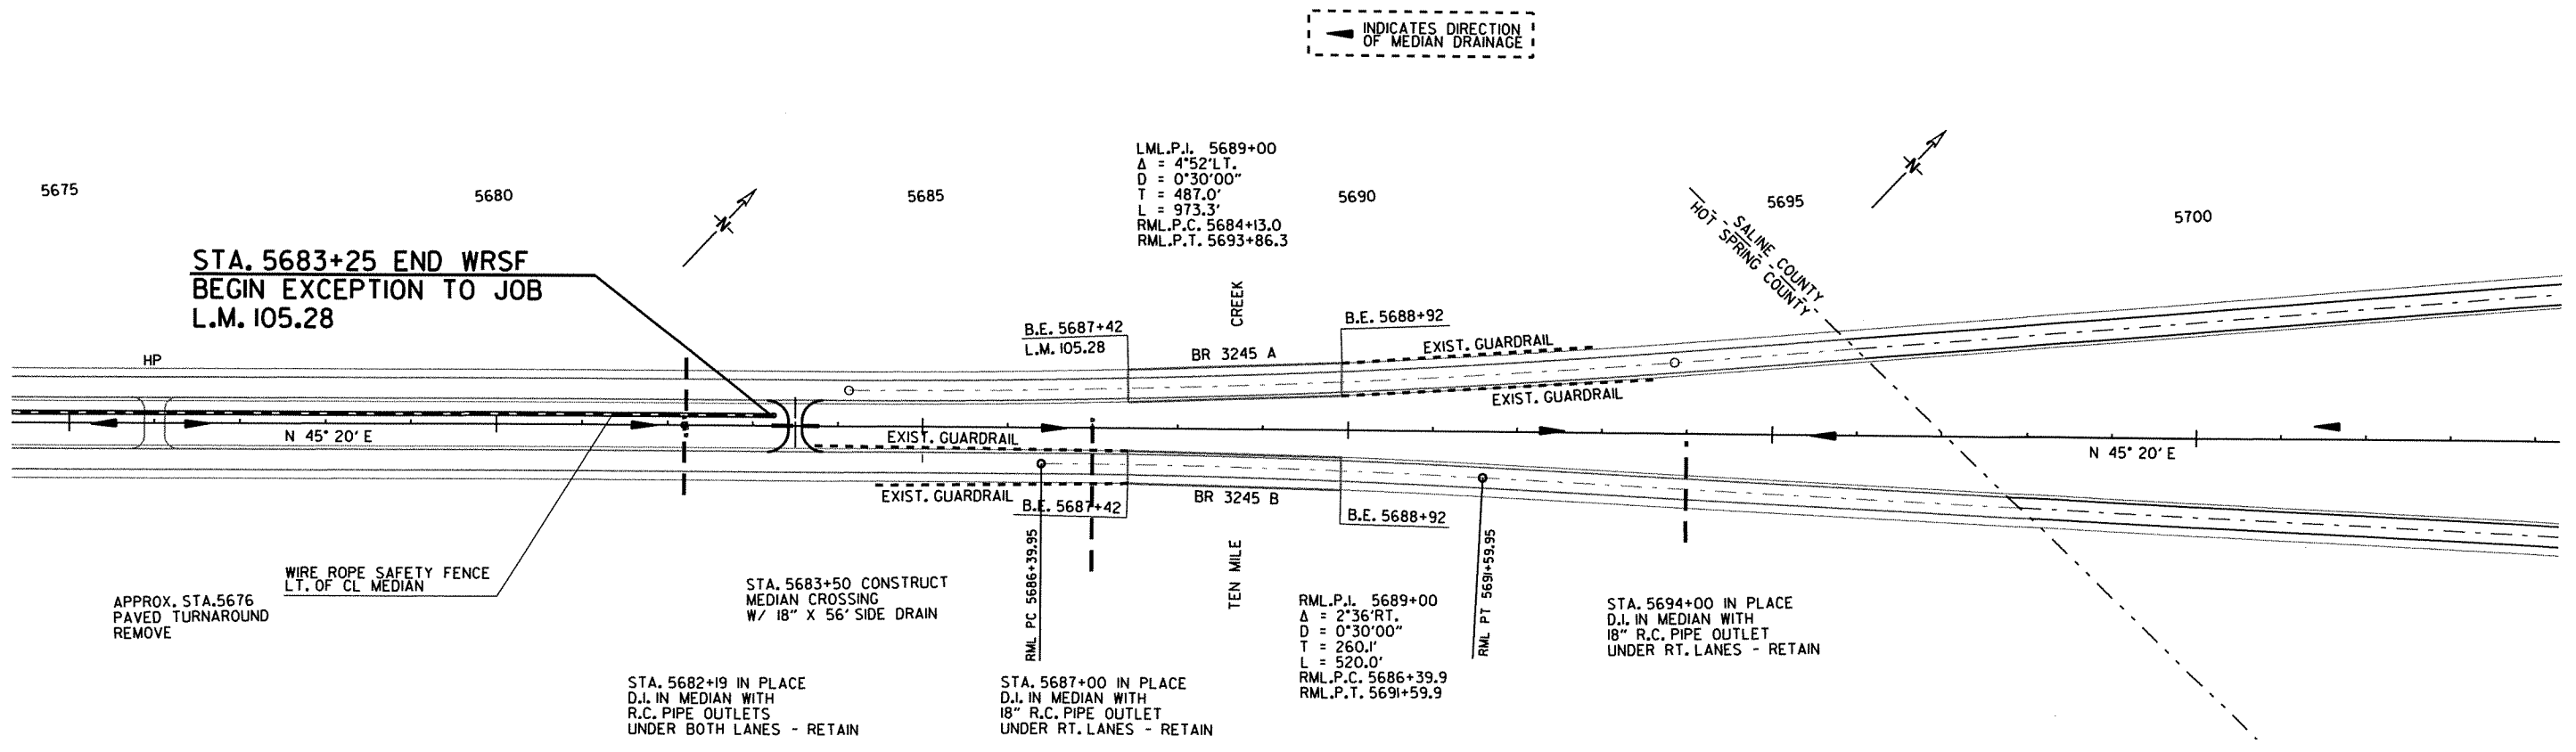 INDICATES DIRECTION
OF MEDIAN DRAINAGE
LML.P.I. 5689+00
Δ = 4°52'LT.
D = 0°30'00"
T = 487.0'
L = 973.3'
RML.P.C. 5684+13.0
RML.P.T. 5693+86.3
5675
5680
5685
5690
5695
5700
N
N
SALINE COUNTY
HOT SPRING COUNTY
STA. 5683+25 END WRSF
BEGIN EXCEPTION TO JOB
L.M. 105.28
CREEK
B.E. 5687+42
L.M. 105.28
BR 3245 A
B.E. 5688+92
EXIST. GUARDRAIL
EXIST. GUARDRAIL
HP
N 45° 20' E
EXIST. GUARDRAIL
N 45° 20' E
EXIST. GUARDRAIL
B.E. 5687+42
BR 3245 B
B.E. 5688+92
RML PC 5686+39.95
TEN MILE
RML PT 5691+59.95
WIRE ROPE SAFETY FENCE
LT. OF CL MEDIAN
APPROX. STA.5676
PAVED TURNAROUND
REMOVE
STA. 5683+50 CONSTRUCT
MEDIAN CROSSING
W/ 18" X 56' SIDE DRAIN
RML.P.I. 5689+00
Δ = 2°36'RT.
D = 0°30'00"
T = 260.1'
L = 520.0'
RML.P.C. 5686+39.9
RML.P.T. 5691+59.9
STA. 5694+00 IN PLACE
D.I. IN MEDIAN WITH
18" R.C. PIPE OUTLET
UNDER RT. LANES - RETAIN
STA. 5682+19 IN PLACE
D.I. IN MEDIAN WITH
R.C. PIPE OUTLETS
UNDER BOTH LANES - RETAIN
STA. 5687+00 IN PLACE
D.I. IN MEDIAN WITH
18" R.C. PIPE OUTLET
UNDER RT. LANES - RETAIN